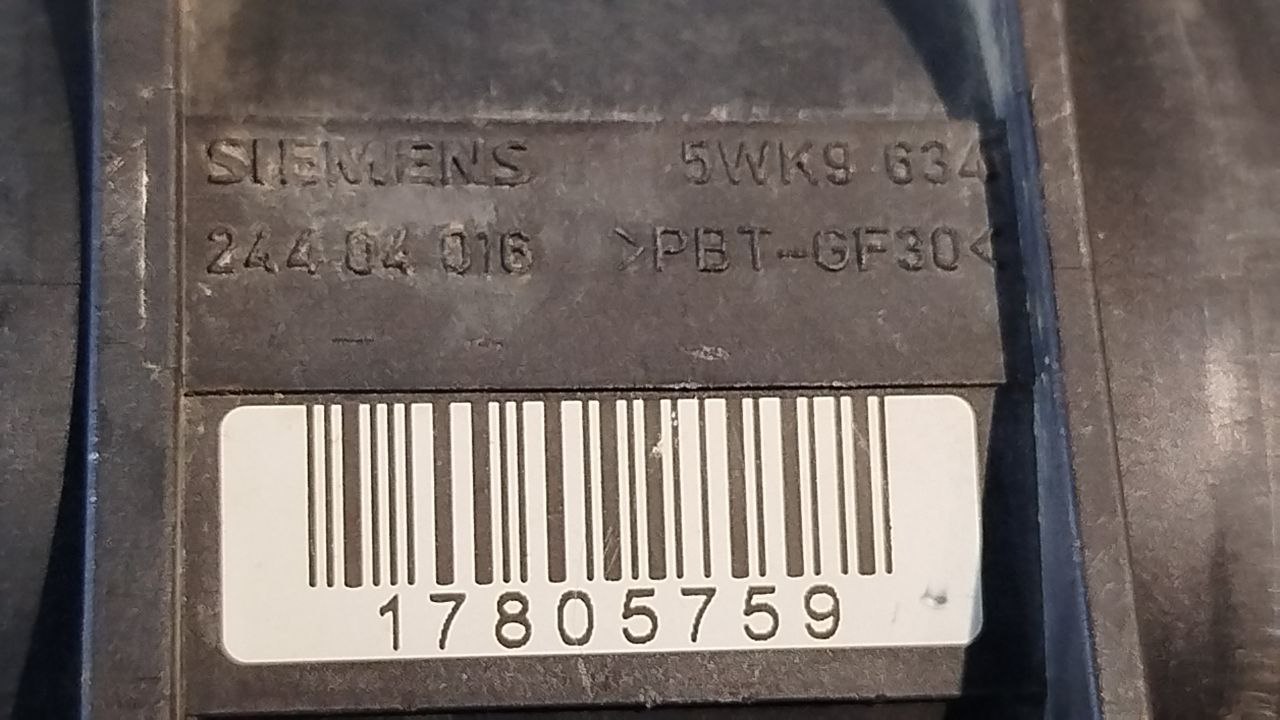 SIEMENS 5WK9 634
244 04 016 >PBT-GF30<
17805759